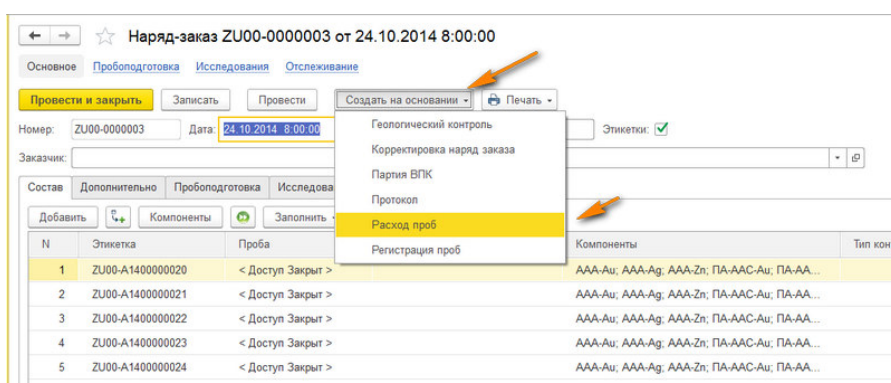 Наряд-заказ ZU00-0000003 от 24.10.2014 8:00:00
Основное Пробоподготовка Исследования Отслеживание
Провести и закрыть Записать Провести Создать на основании Печать
Номер: ZU00-0000003 Дата: 24.10.2014 8:00:00 Этикетки:
Заказчик:
Геологический контроль
Корректировка наряд заказа
Партия ВПК
Протокол
Расход проб
Регистрация проб
Состав Дополнительно Пробоподготовка Исследова
Добавить Компоненты Заполнить
N Этикетка Проба Компоненты Тип кон
1 ZU00-A1400000020 < Доступ Закрыт > AAA-Au; AAA-Ag; AAA-Zn; ПА-ААС-Au; ПА-АА...
2 ZU00-A1400000021 < Доступ Закрыт > AAA-Au; AAA-Ag; AAA-Zn; ПА-ААС-Au; ПА-АА...
3 ZU00-A1400000022 < Доступ Закрыт > AAA-Au; AAA-Ag; AAA-Zn; ПА-ААС-Au; ПА-АА...
4 ZU00-A1400000023 < Доступ Закрыт > AAA-Au; AAA-Ag; AAA-Zn; ПА-ААС-Au; ПА-АА...
5 ZU00-A1400000024 < Доступ Закрыт > AAA-Au; AAA-Ag; AAA-Zn; ПА-ААС-Au; ПА-АА...